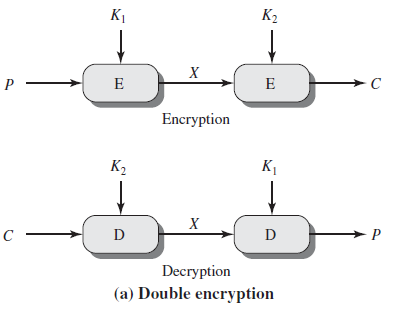 K₁ K₂
P E X E C
Encryption
K₂ K₁
C D X D P
Decryption
(a) Double encryption